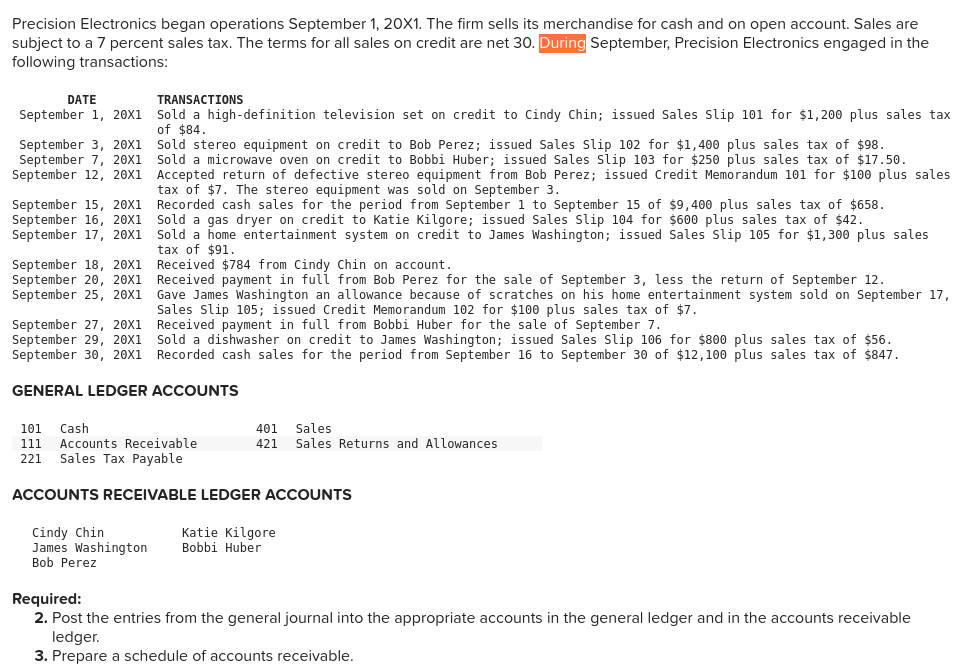 Precision Electronics began operations September 1, 20X1. The firm sells its merchandise for cash and on open account. Sales are
subject to a 7 percent sales tax. The terms for all sales on credit are net 30. During September, Precision Electronics engaged in the
following transactions:
DATE TRANSACTIONS
September 1, 20X1 Sold a high-definition television set on credit to Cindy Chin; issued Sales Slip 101 for $1,200 plus sales tax
of $84.
September 3, 20X1 Sold stereo equipment on credit to Bob Perez; issued Sales Slip 102 for $1,400 plus sales tax of $98.
September 7, 20X1 Sold a microwave oven on credit to Bobbi Huber; issued Sales Slip 103 for $250 plus sales tax of $17.50.
September 12, 20X1 Accepted return of defective stereo equipment from Bob Perez; issued Credit Memorandum 101 for $100 plus sales
tax of $7. The stereo equipment was sold on September 3.
September 15, 20X1 Recorded cash sales for the period from September 1 to September 15 of $9,400 plus sales tax of $658.
September 16, 20X1 Sold a gas dryer on credit to Katie Kilgore; issued Sales Slip 104 for $600 plus sales tax of $42.
September 17, 20X1 Sold a home entertainment system on credit to James Washington; issued Sales Slip 105 for $1,300 plus sales
tax of $91.
September 18, 20X1 Received $784 from Cindy Chin on account.
September 20, 20X1 Received payment in full from Bob Perez for the sale of September 3, less the return of September 12.
September 25, 20X1 Gave James Washington an allowance because of scratches on his home entertainment system sold on September 17,
Sales Slip 105; issued Credit Memorandum 102 for $100 plus sales tax of $7.
September 27, 20X1 Received payment in full from Bobbi Huber for the sale of September 7.
September 29, 20X1 Sold a dishwasher on credit to James Washington; issued Sales Slip 106 for $800 plus sales tax of $56.
September 30, 20X1 Recorded cash sales for the period from September 16 to September 30 of $12,100 plus sales tax of $847.
GENERAL LEDGER ACCOUNTS
101 Cash 401 Sales
111 Accounts Receivable 421 Sales Returns and Allowances
221 Sales Tax Payable
ACCOUNTS RECEIVABLE LEDGER ACCOUNTS
Cindy Chin Katie Kilgore
James Washington Bobbi Huber
Bob Perez
Required:
2. Post the entries from the general journal into the appropriate accounts in the general ledger and in the accounts receivable
ledger.
3. Prepare a schedule of accounts receivable.